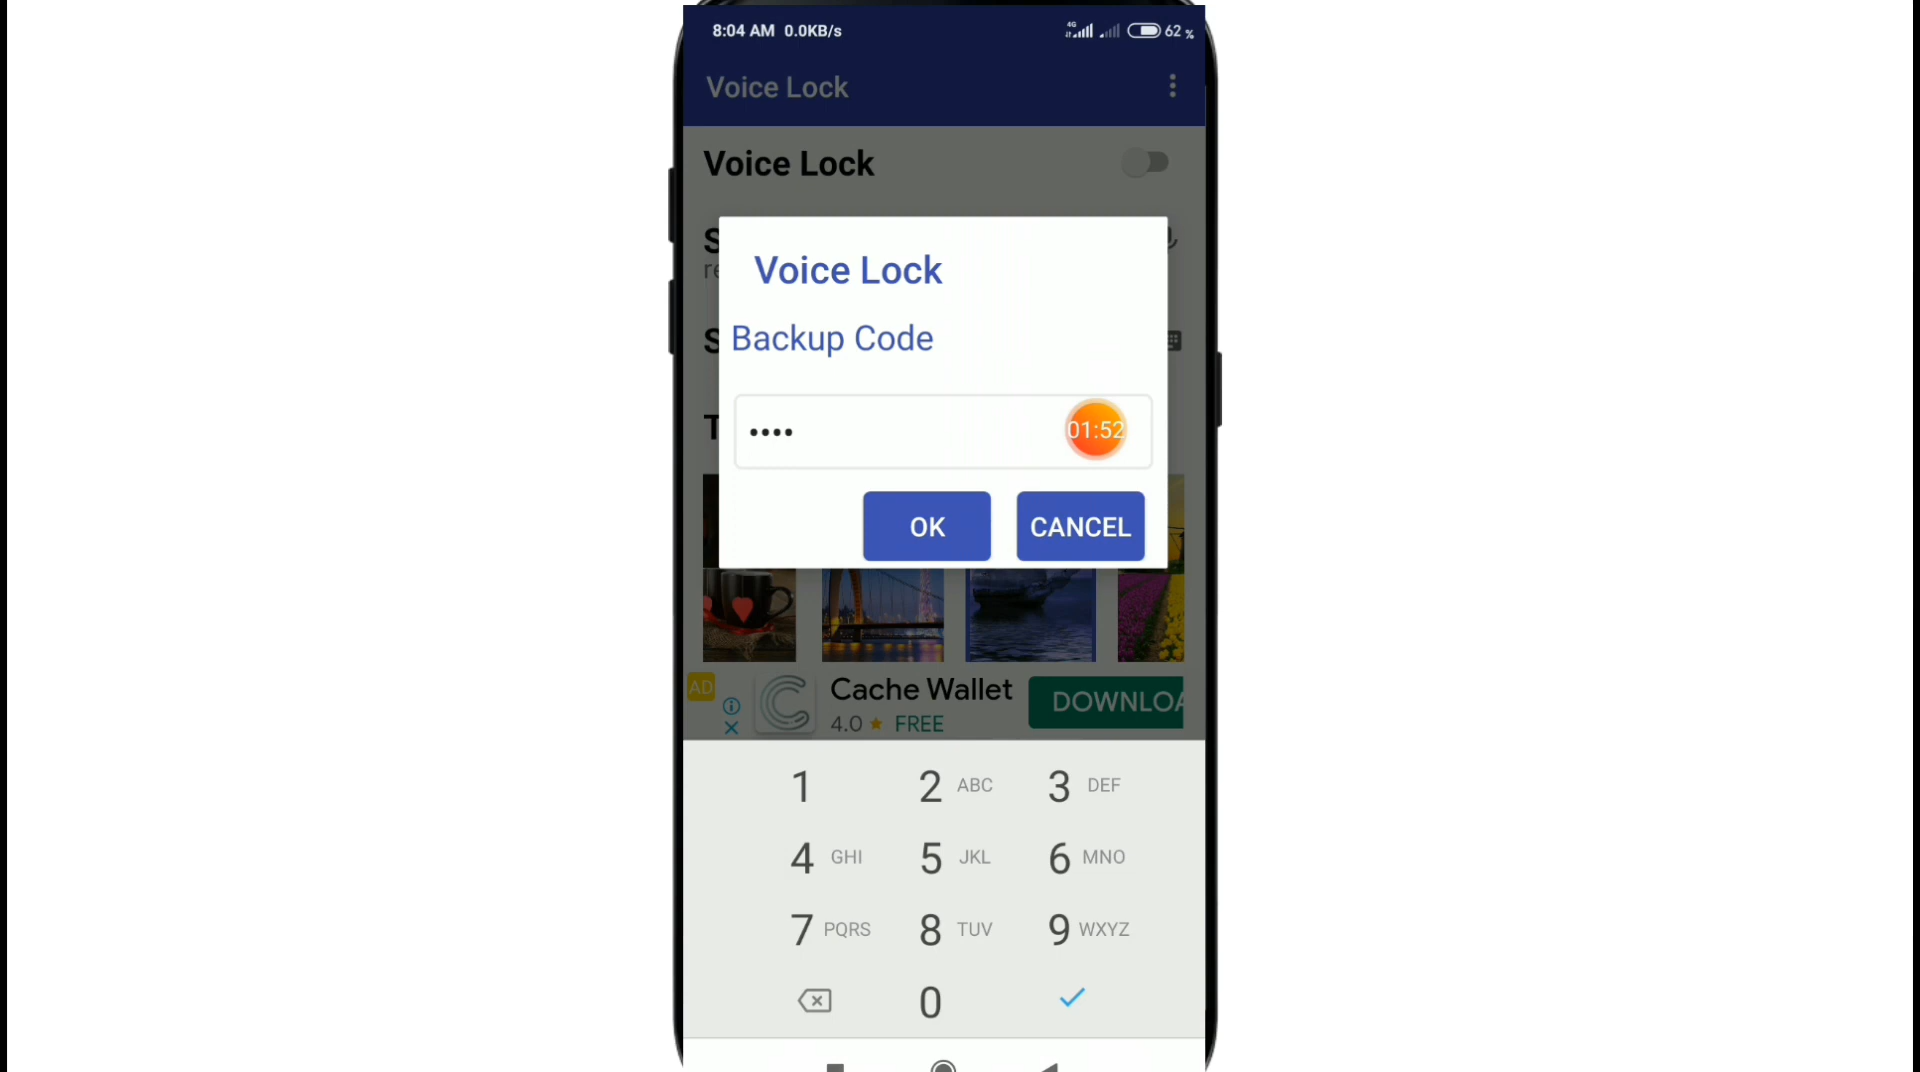 8:04 AM 0.0KB/s
4G
62 %
Voice Lock
Voice Lock
Voice Lock
Backup Code
••••
01:52
OK
CANCEL
AD
Cache Wallet
4.0 ★ FREE
DOWNLOA
1
2 ABC
3 DEF
4 GHI
5 JKL
6 MNO
7 PQRS
8 TUV
9 WXYZ
0